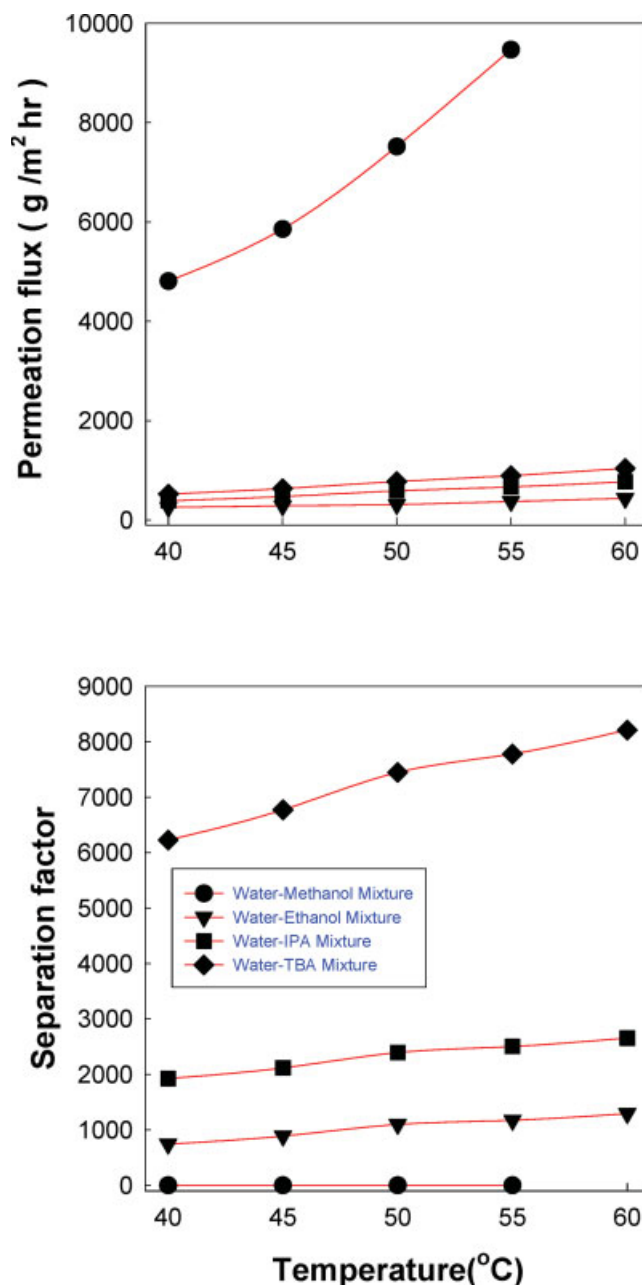 Permeation flux ( g /m² hr )
10000
8000
6000
4000
2000
0
40 45 50 55 60
Separation factor
9000
8000
7000
6000
5000
4000
3000
2000
1000
0
Water-Methanol Mixture
Water-Ethanol Mixture
Water-IPA Mixture
Water-TBA Mixture
40 45 50 55 60
Temperature(°C)